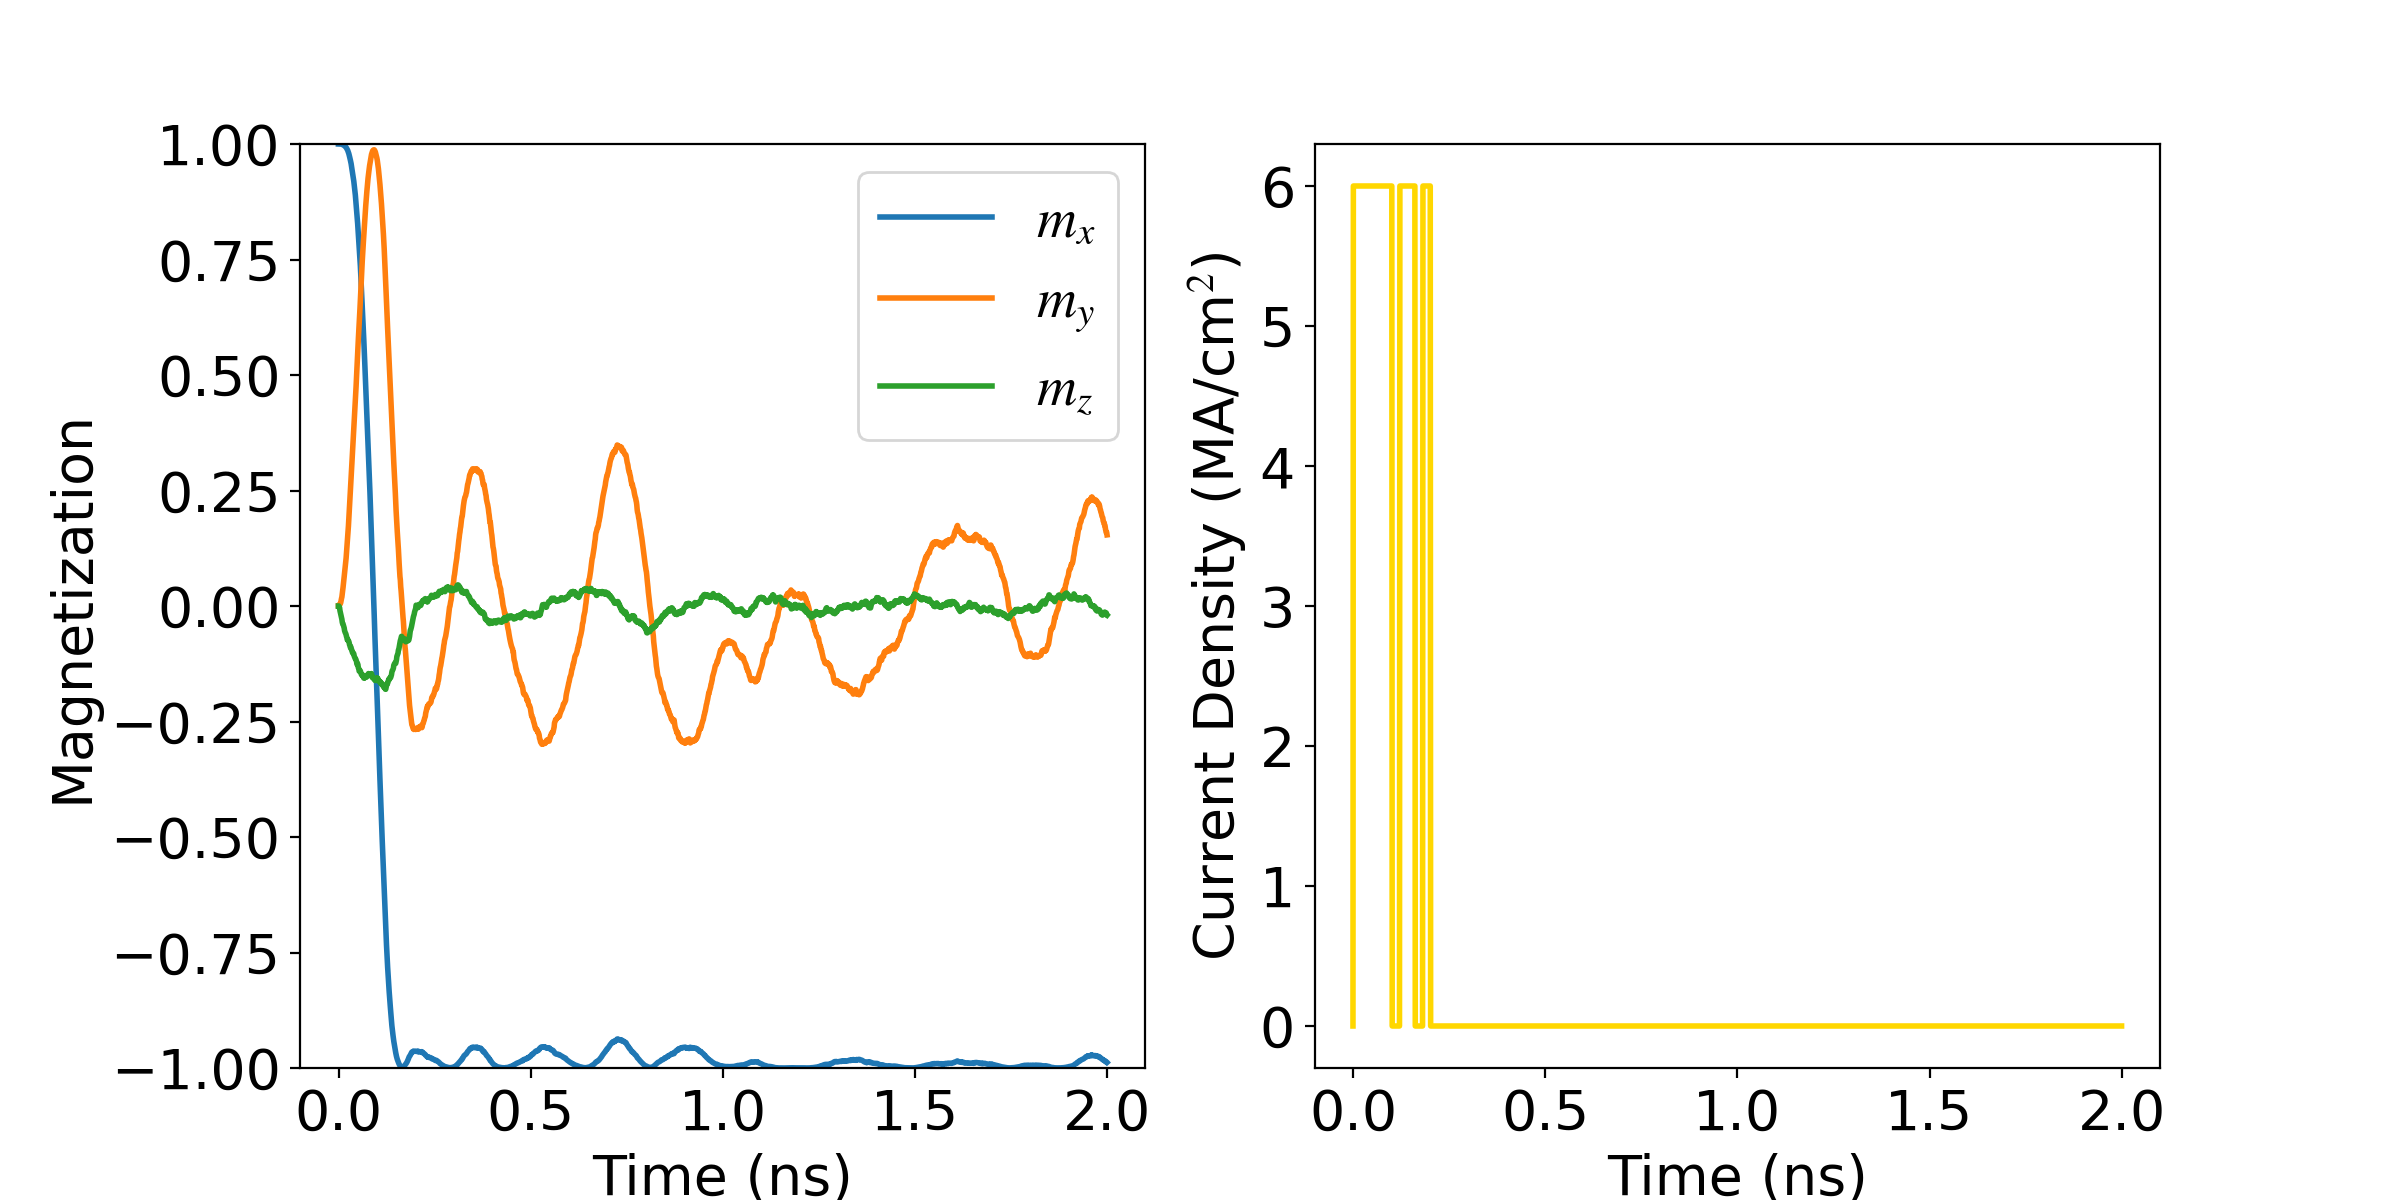 1.00
0.75
0.50
0.25
0.00
−0.25
−0.50
−0.75
−1.00
Magnetization
0.0 0.5 1.0 1.5 2.0
Time (ns)
m_x
m_y
m_z
6
5
4
3
2
1
0
Current Density (MA/cm²)
0.0 0.5 1.0 1.5 2.0
Time (ns)